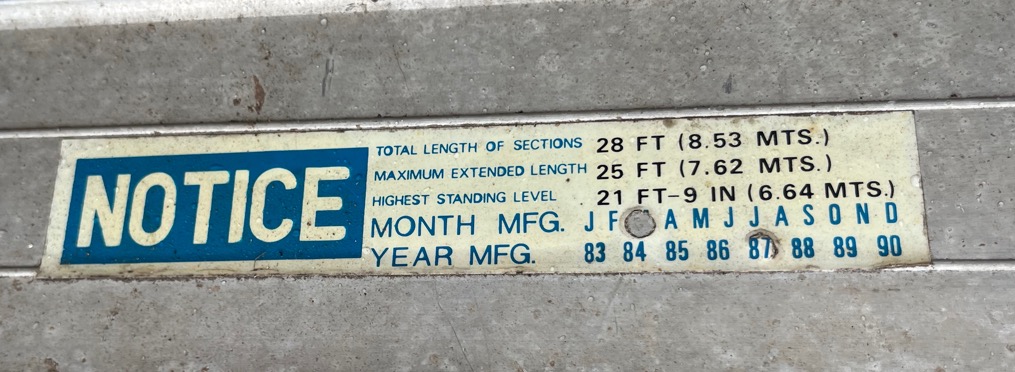 NOTICE
TOTAL LENGTH OF SECTIONS 28 FT (8.53 MTS.)
MAXIMUM EXTENDED LENGTH 25 FT (7.62 MTS.)
HIGHEST STANDING LEVEL 21 FT-9 IN (6.64 MTS.)
MONTH MFG. J F A M J J A S O N D
YEAR MFG. 83 84 85 86 87 88 89 90